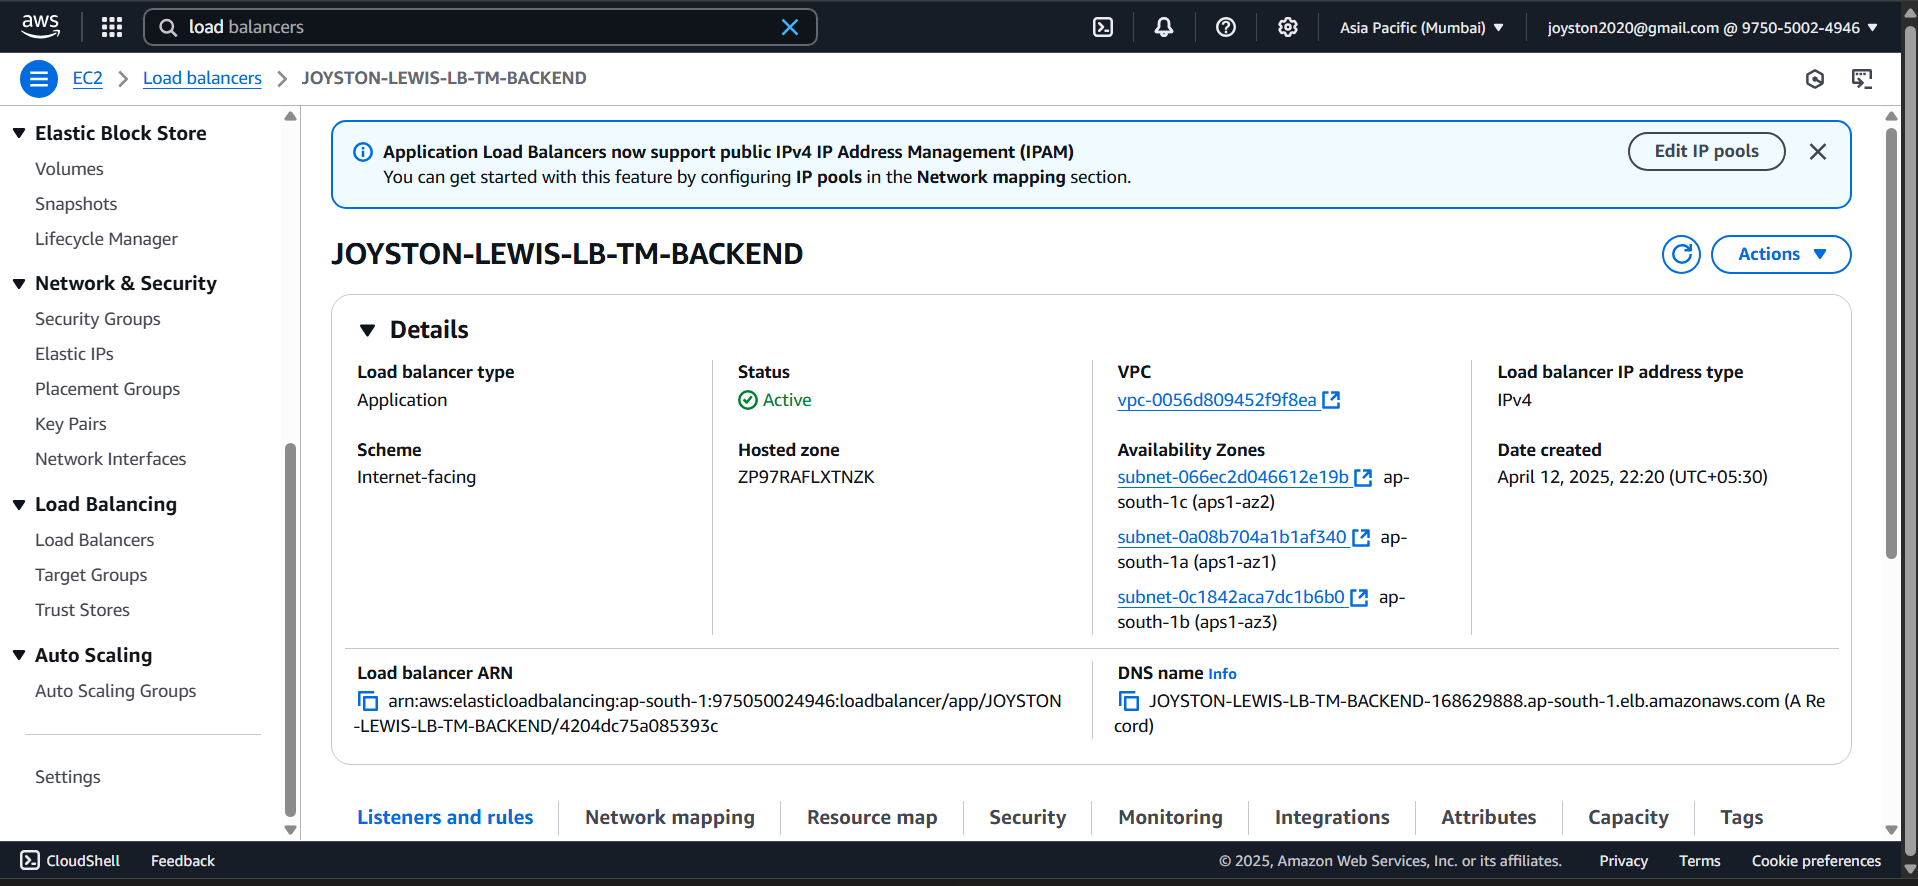 aws
load balancers
Asia Pacific (Mumbai)
joyston2020@gmail.com @ 9750-5002-4946
EC2
Load balancers
JOYSTON-LEWIS-LB-TM-BACKEND
Elastic Block Store
Volumes
Snapshots
Lifecycle Manager
Network & Security
Security Groups
Elastic IPs
Placement Groups
Key Pairs
Network Interfaces
Load Balancing
Load Balancers
Target Groups
Trust Stores
Auto Scaling
Auto Scaling Groups
Settings
Application Load Balancers now support public IPv4 IP Address Management (IPAM)
You can get started with this feature by configuring IP pools in the Network mapping section.
Edit IP pools
JOYSTON-LEWIS-LB-TM-BACKEND
Actions
Details
Load balancer type
Application
Scheme
Internet-facing
Status
Active
Hosted zone
ZP97RAFLXTNZK
VPC
vpc-0056d809452f9f8ea
Availability Zones
subnet-066ec2d046612e19b ap-
south-1c (aps1-az2)
subnet-0a08b704a1b1af340 ap-
south-1a (aps1-az1)
subnet-0c1842aca7dc1b6b0 ap-
south-1b (aps1-az3)
Load balancer IP address type
IPv4
Date created
April 12, 2025, 22:20 (UTC+05:30)
Load balancer ARN
arn:aws:elasticloadbalancing:ap-south-1:975050024946:loadbalancer/app/JOYSTON
-LEWIS-LB-TM-BACKEND/4204dc75a085393c
DNS name Info
JOYSTON-LEWIS-LB-TM-BACKEND-168629888.ap-south-1.elb.amazonaws.com (A Re
cord)
Listeners and rules
Network mapping
Resource map
Security
Monitoring
Integrations
Attributes
Capacity
Tags
CloudShell
Feedback
© 2025, Amazon Web Services, Inc. or its affiliates.
Privacy
Terms
Cookie preferences